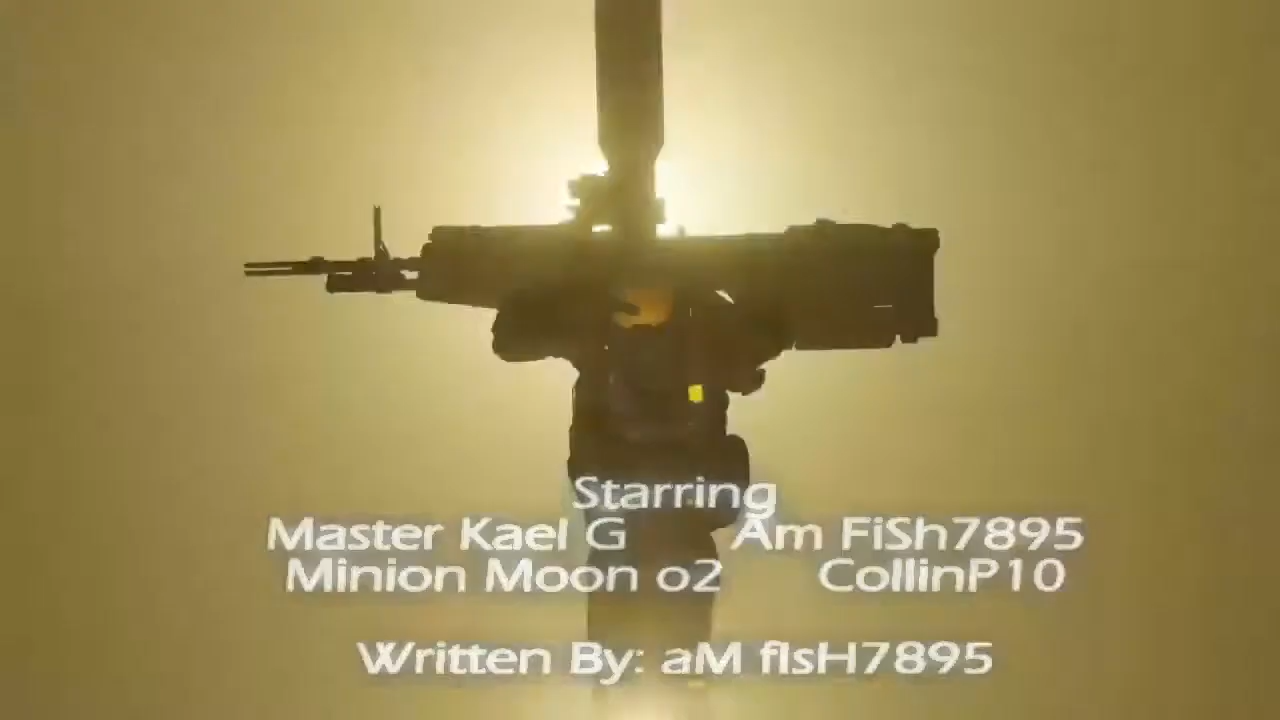 Starring
Master Kael G Am FiSh7895
Minion Moon o2 CollinP10
Written By: aM fIsH7895